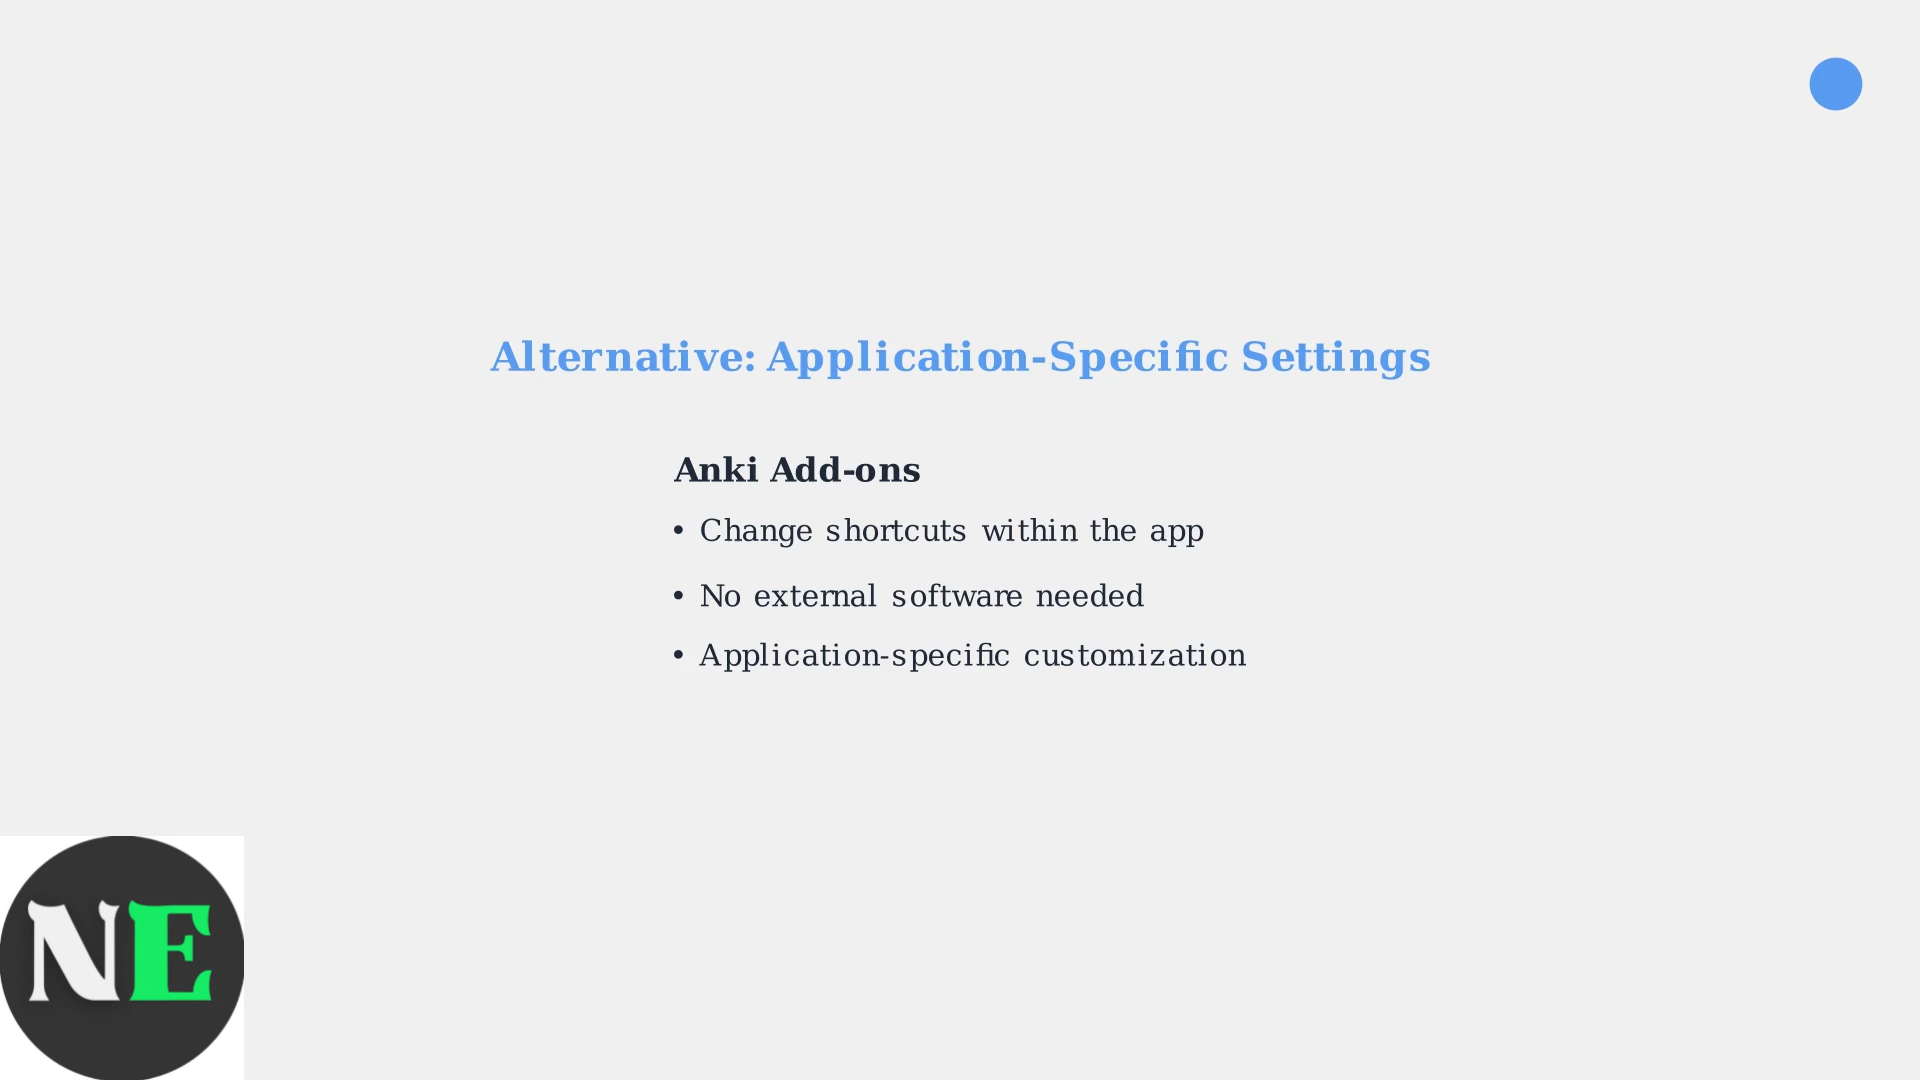 Alternative: Application-Specific Settings
Anki Add-ons
• Change shortcuts within the app
• No external software needed
• Application-specific customization
NE